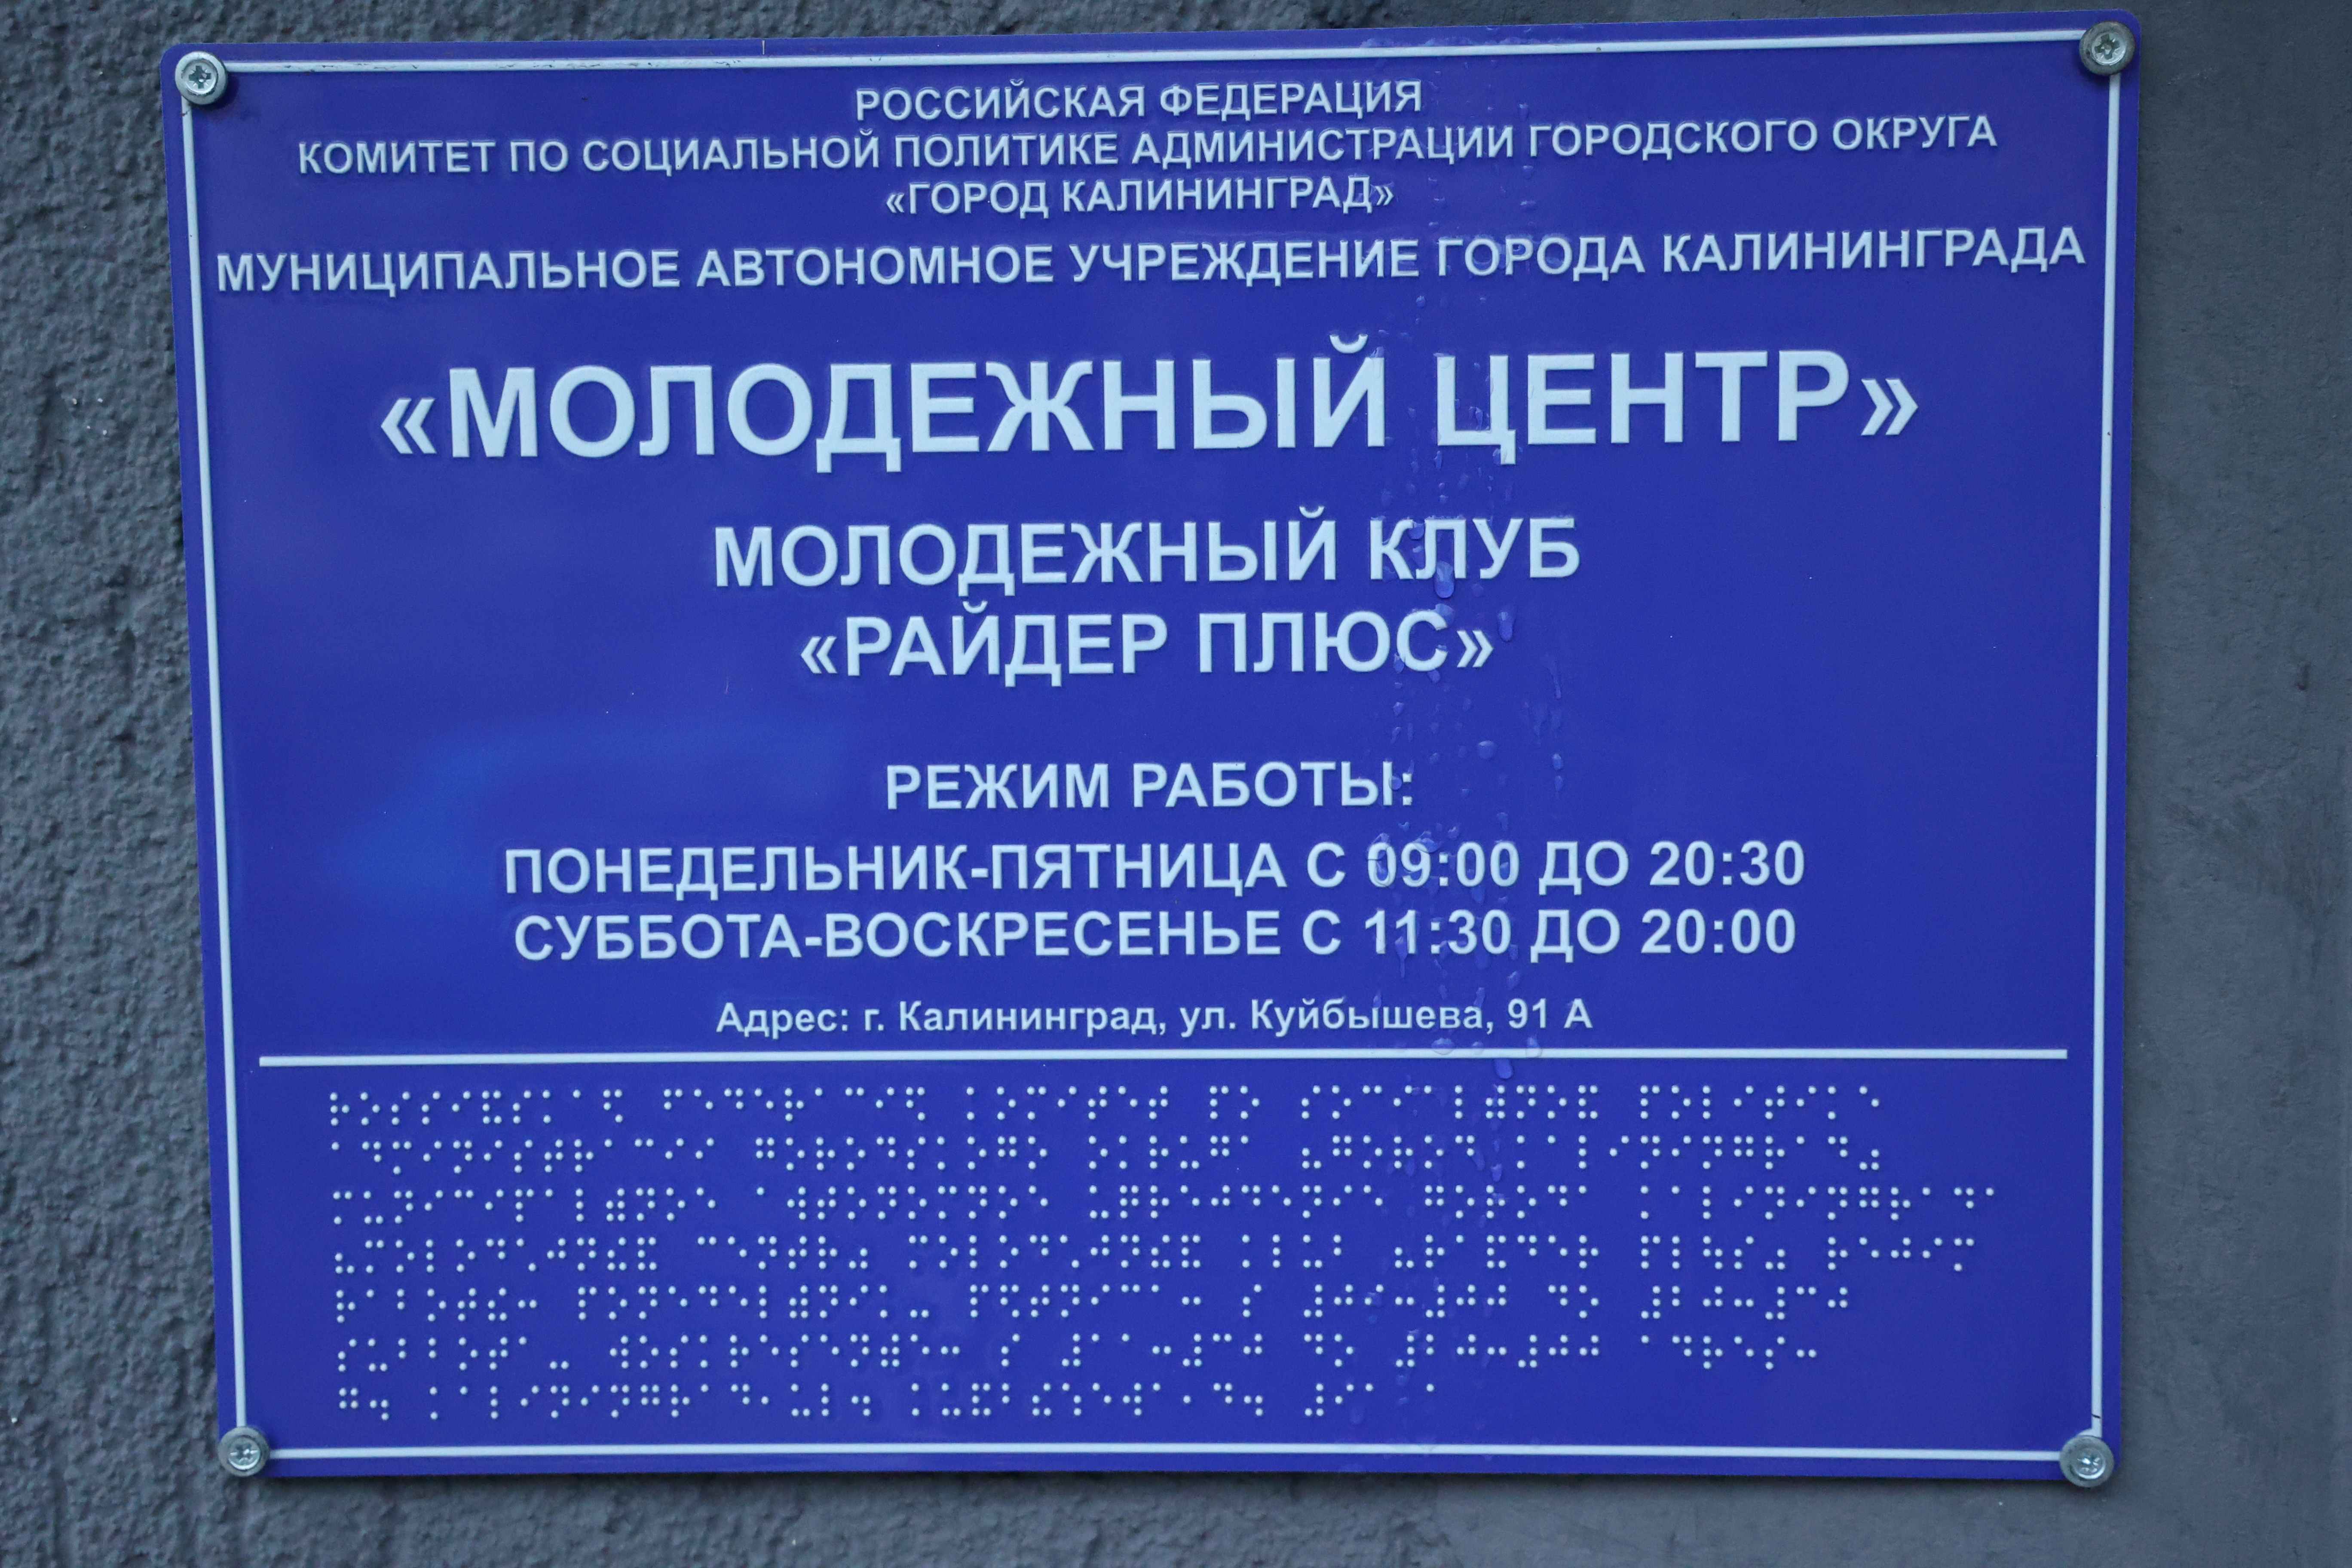 РОССИЙСКАЯ ФЕДЕРАЦИЯ
КОМИТЕТ ПО СОЦИАЛЬНОЙ ПОЛИТИКЕ АДМИНИСТРАЦИИ ГОРОДСКОГО ОКРУГА
«ГОРОД КАЛИНИНГРАД»
МУНИЦИПАЛЬНОЕ АВТОНОМНОЕ УЧРЕЖДЕНИЕ ГОРОДА КАЛИНИНГРАДА
«МОЛОДЕЖНЫЙ ЦЕНТР»
МОЛОДЕЖНЫЙ КЛУБ
«РАЙДЕР ПЛЮС»
РЕЖИМ РАБОТЫ:
ПОНЕДЕЛЬНИК-ПЯТНИЦА С 09:00 ДО 20:30
СУББОТА-ВОСКРЕСЕНЬЕ С 11:30 ДО 20:00
Адрес: г. Калининград, ул. Куйбышева, 91 А